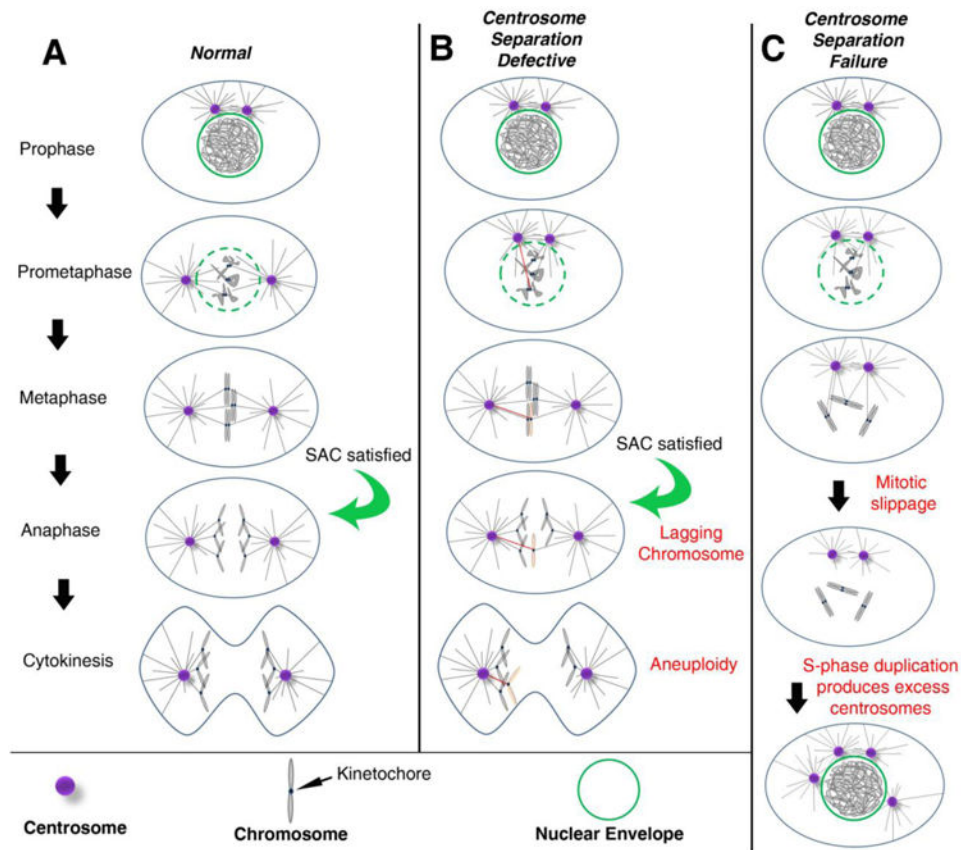 A
Normal
B
Centrosome
Separation
Defective
C
Centrosome
Separation
Failure
Prophase
Prometaphase
Metaphase
SAC satisfied
SAC satisfied
Mitotic
slippage
Anaphase
Lagging
Chromosome
Cytokinesis
Aneuploidy
S-phase duplication
produces excess
centrosomes
Kinetochore
Centrosome
Chromosome
Nuclear Envelope